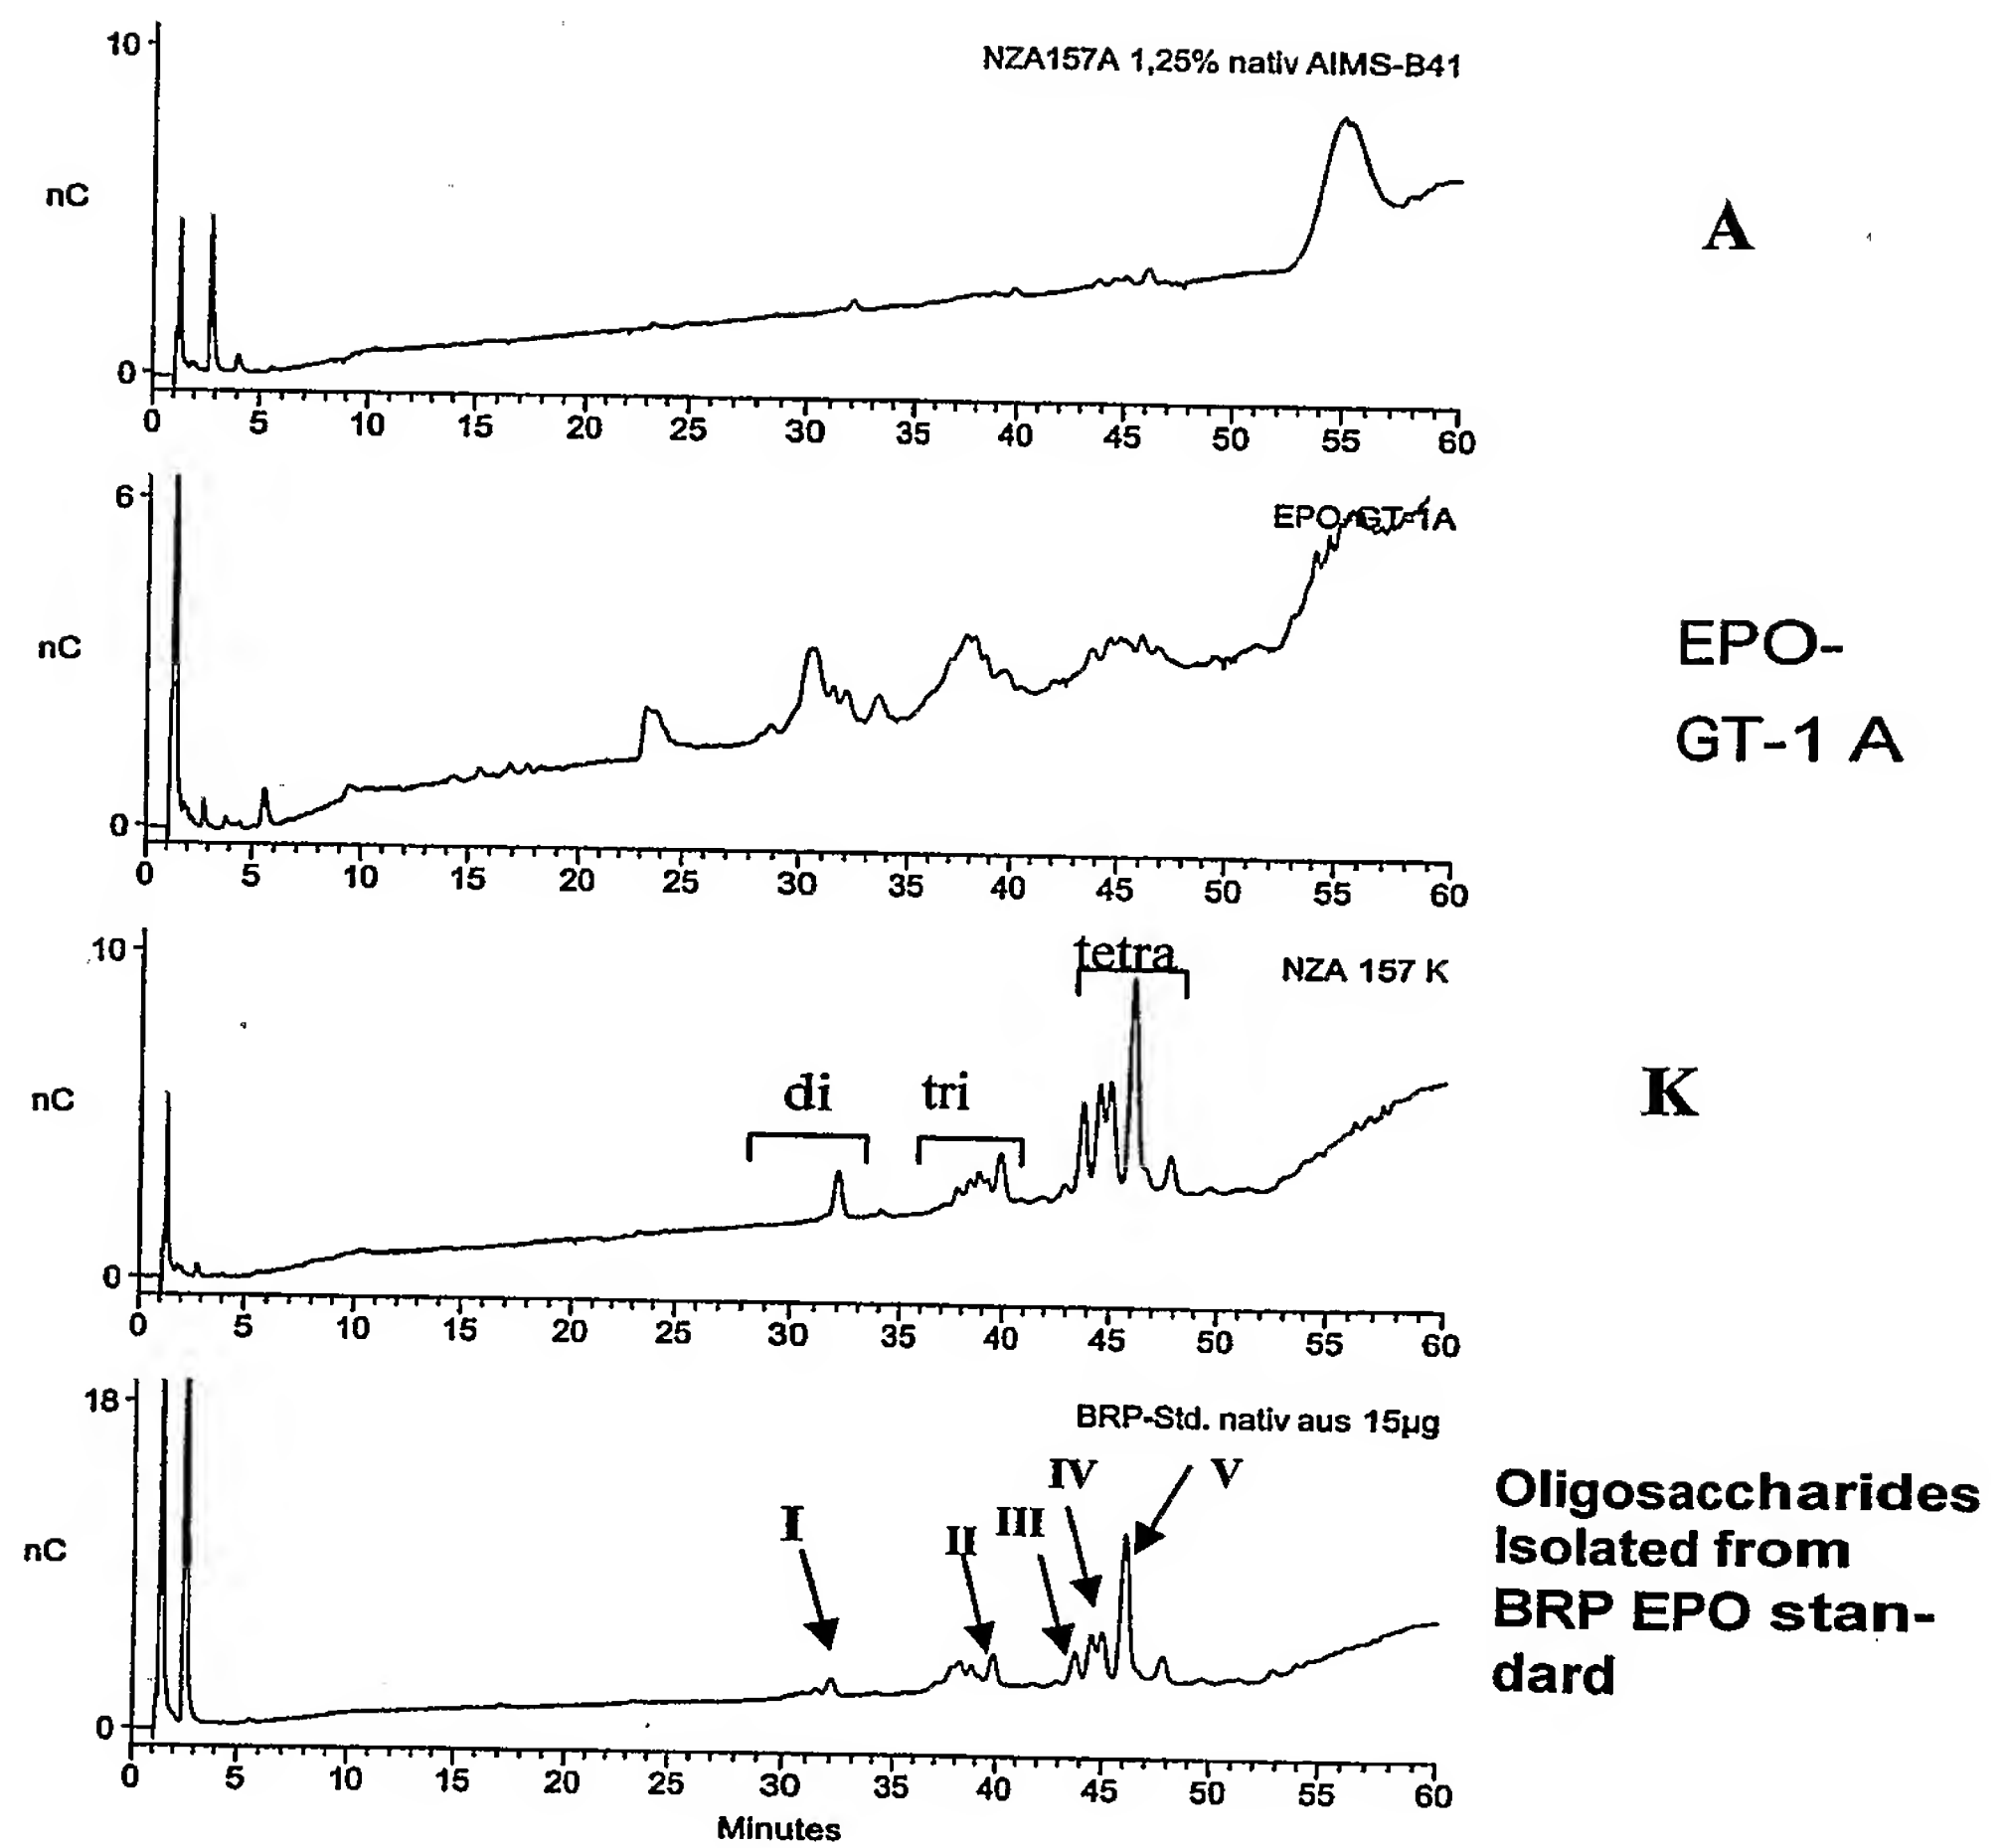 10
NZA157A 1,25% nativ AIMS-B41
nC
A
0
0 5 10 15 20 25 30 35 40 45 50 55 60
6
EPO-GT-1A
nC
EPO-
GT-1 A
0
0 5 10 15 20 25 30 35 40 45 50 55 60
10
tetra
NZA 157 K
nC
di
tri
K
0
0 5 10 15 20 25 30 35 40 45 50 55 60
18
BRP-Std. nativ aus 15µg
IV
V
I
II
III
nC
Oligosaccharides
Isolated from
BRP EPO stan-
dard
0
0 5 10 15 20 25 30 35 40 45 50 55 60
Minutes